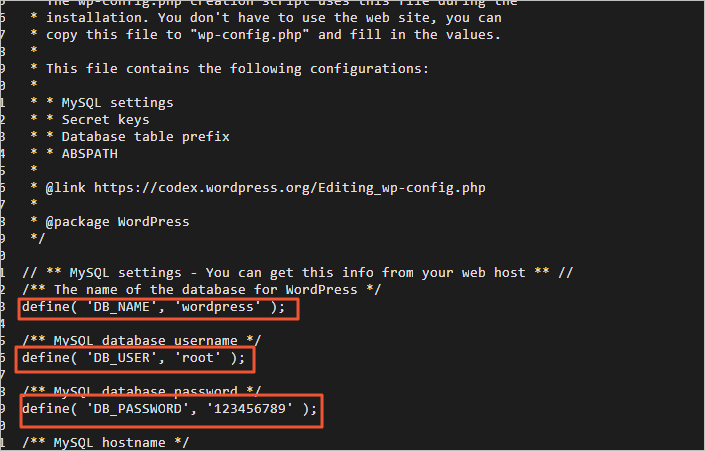 * The wp-config.php creation script uses this file during the
* installation. You don't have to use the web site, you can
* copy this file to "wp-config.php" and fill in the values.
*
* This file contains the following configurations:
*
* * MySQL settings
* * Secret keys
* * Database table prefix
* * ABSPATH
*
* @link https://codex.wordpress.org/Editing_wp-config.php
*
* @package WordPress
*/
// ** MySQL settings - You can get this info from your web host ** //
/** The name of the database for WordPress */
define( 'DB_NAME', 'wordpress' );
/** MySQL database username */
define( 'DB_USER', 'root' );
/** MySQL database password */
define( 'DB_PASSWORD', '123456789' );
/** MySQL hostname */